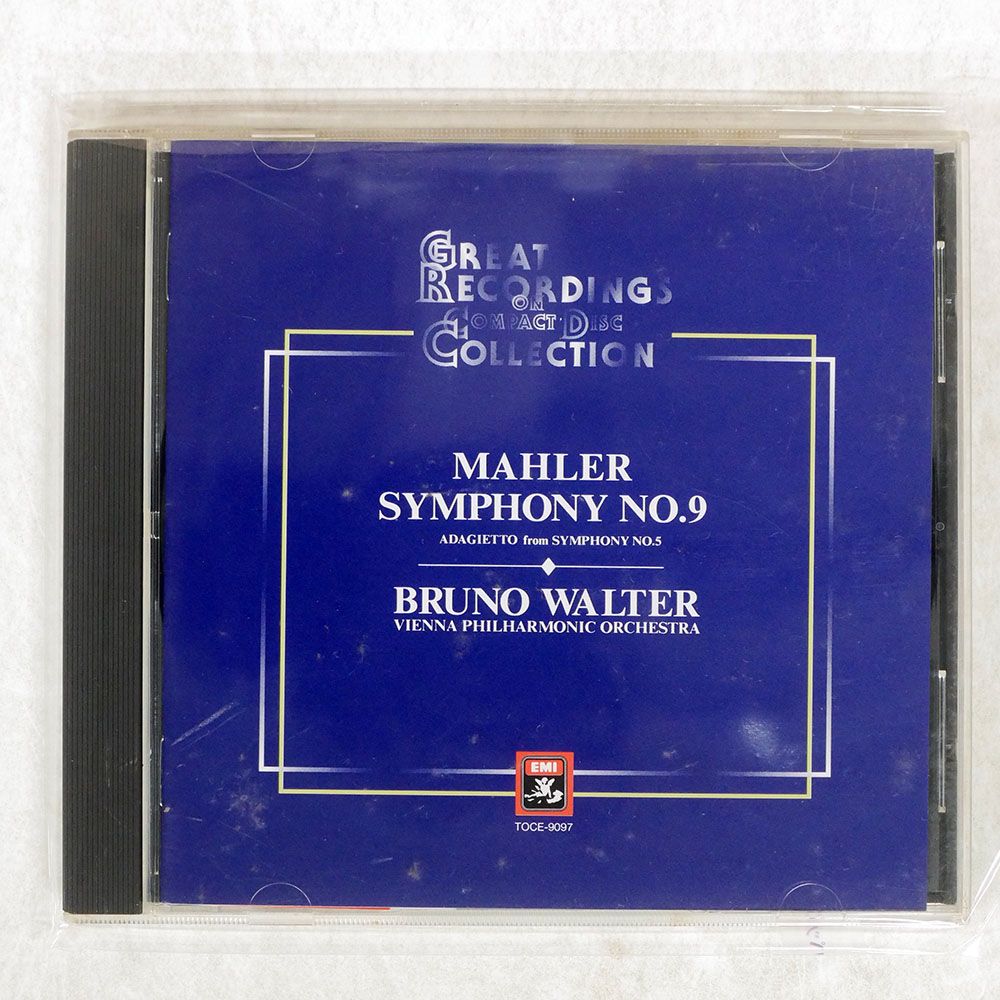 GREAT
RECORDINGS
ON
COMPACT DISC
COLLECTION
MAHLER
SYMPHONY NO.9
ADAGIETTO from SYMPHONY NO.5
BRUNO WALTER
VIENNA PHILHARMONIC ORCHESTRA
EMI
TOCE-9097